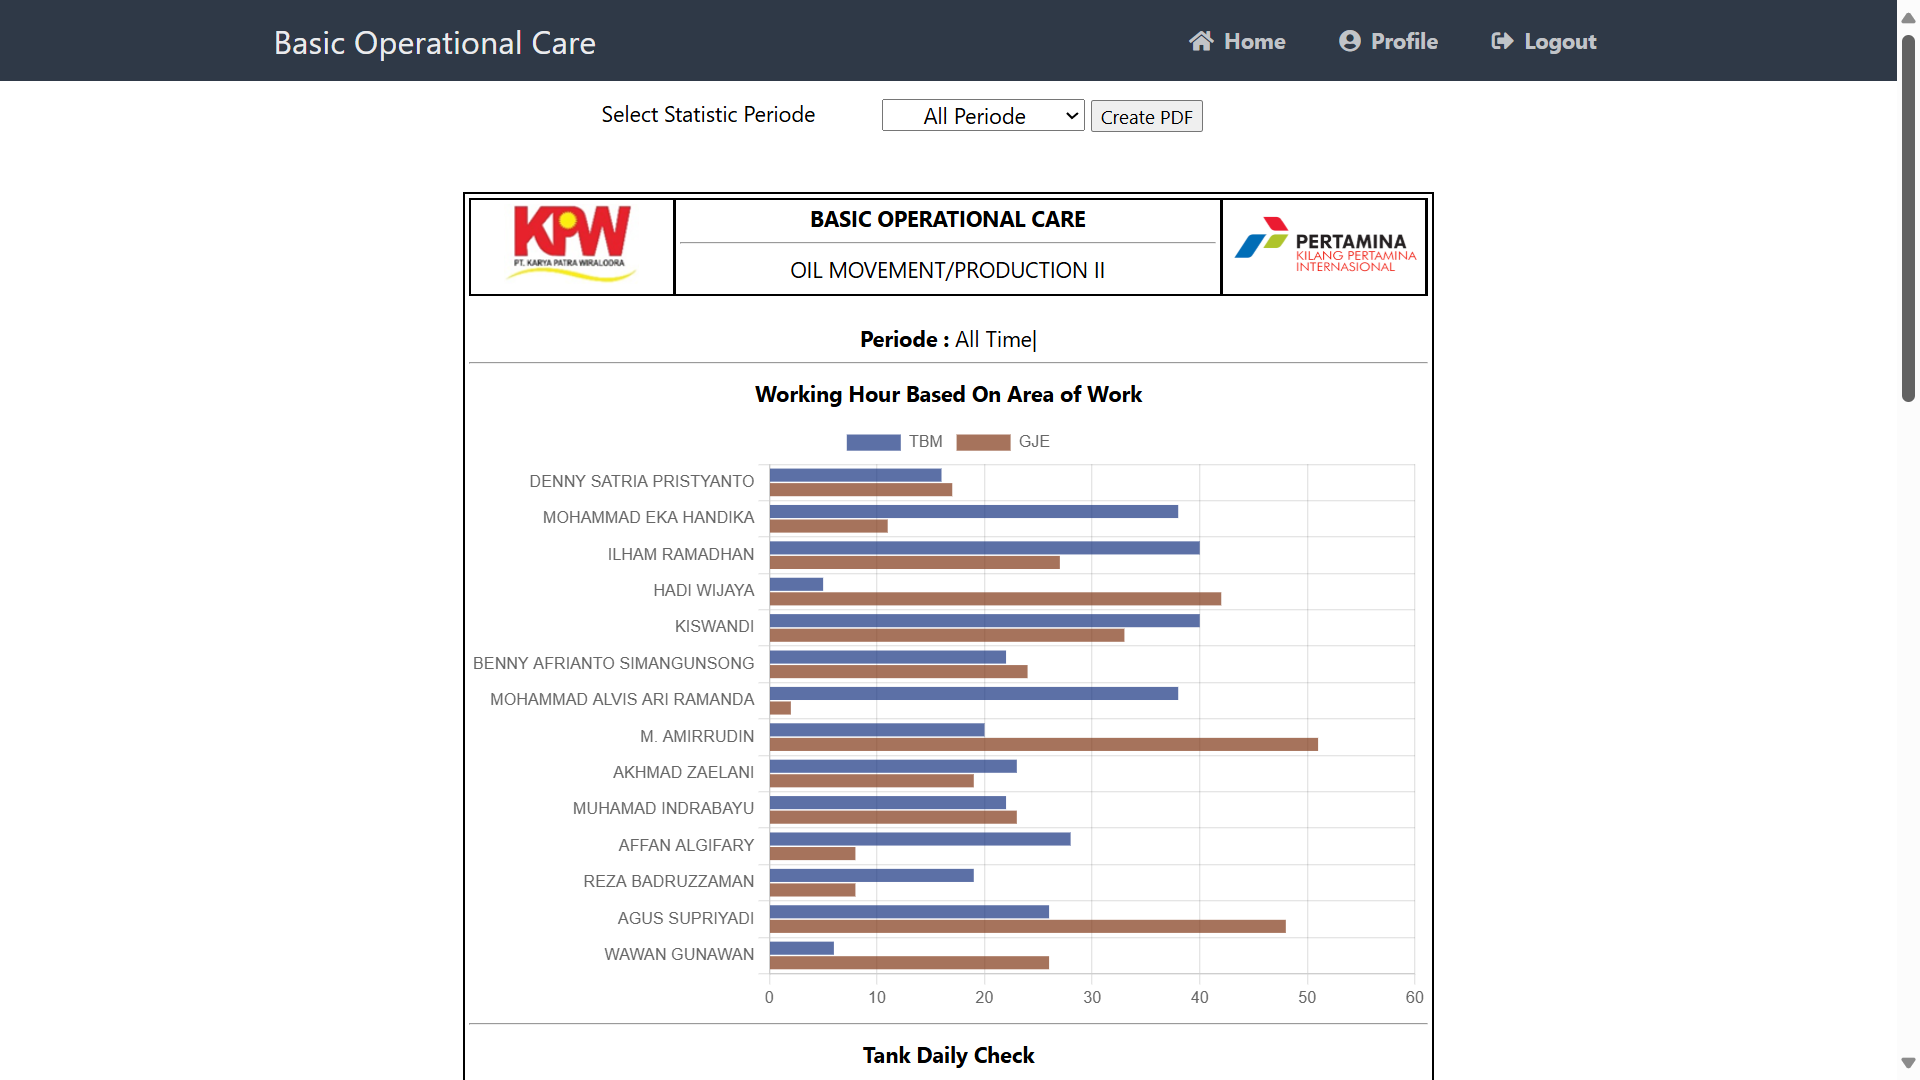 Basic Operational Care
Home
Profile
Logout
Select Statistic Periode
All Periode
Create PDF
KPW
PT. KARYA PATRA WIRALODRA
BASIC OPERATIONAL CARE
OIL MOVEMENT/PRODUCTION II
PERTAMINA
KILANG PERTAMINA
INTERNASIONAL
Periode : All Time|
Working Hour Based On Area of Work
TBM GJE
DENNY SATRIA PRISTYANTO
MOHAMMAD EKA HANDIKA
ILHAM RAMADHAN
HADI WIJAYA
KISWANDI
BENNY AFRIANTO SIMANGUNSONG
MOHAMMAD ALVIS ARI RAMANDA
M. AMIRRUDIN
AKHMAD ZAELANI
MUHAMAD INDRABAYU
AFFAN ALGIFARY
REZA BADRUZZAMAN
AGUS SUPRIYADI
WAWAN GUNAWAN
0 10 20 30 40 50 60
Tank Daily Check